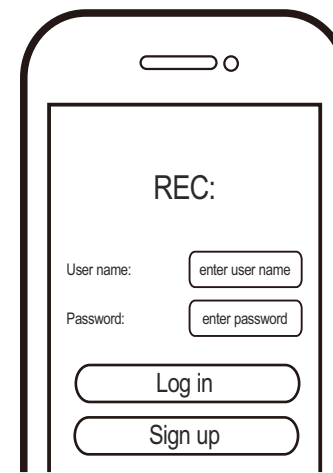 REC:
User name: enter user name
Password: enter password
Log in
Sign up